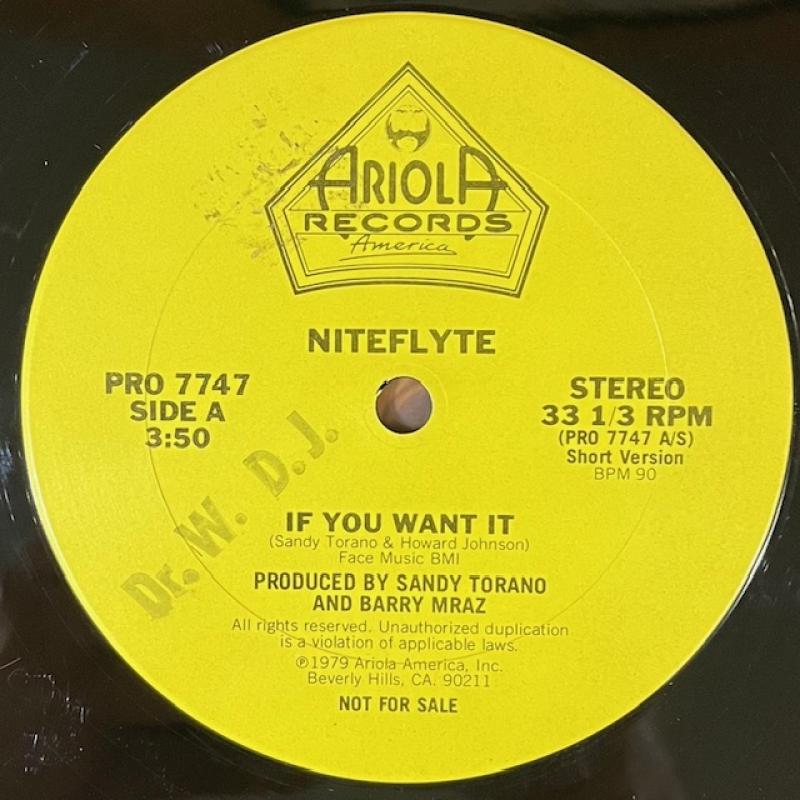 ARIOLA
RECORDS
America
NITEFLYTE
PRO 7747
SIDE A
3:50
STEREO
33 1/3 RPM
(PRO 7747 A/S)
Short Version
BPM 90
Dr. W. D.J.
IF YOU WANT IT
(Sandy Torano & Howard Johnson)
Face Music BMI
PRODUCED BY SANDY TORANO
AND BARRY MRAZ
All rights reserved. Unauthorized duplication
is a violation of applicable laws.
℗1979 Ariola America, Inc.
Beverly Hills, CA. 90211
NOT FOR SALE